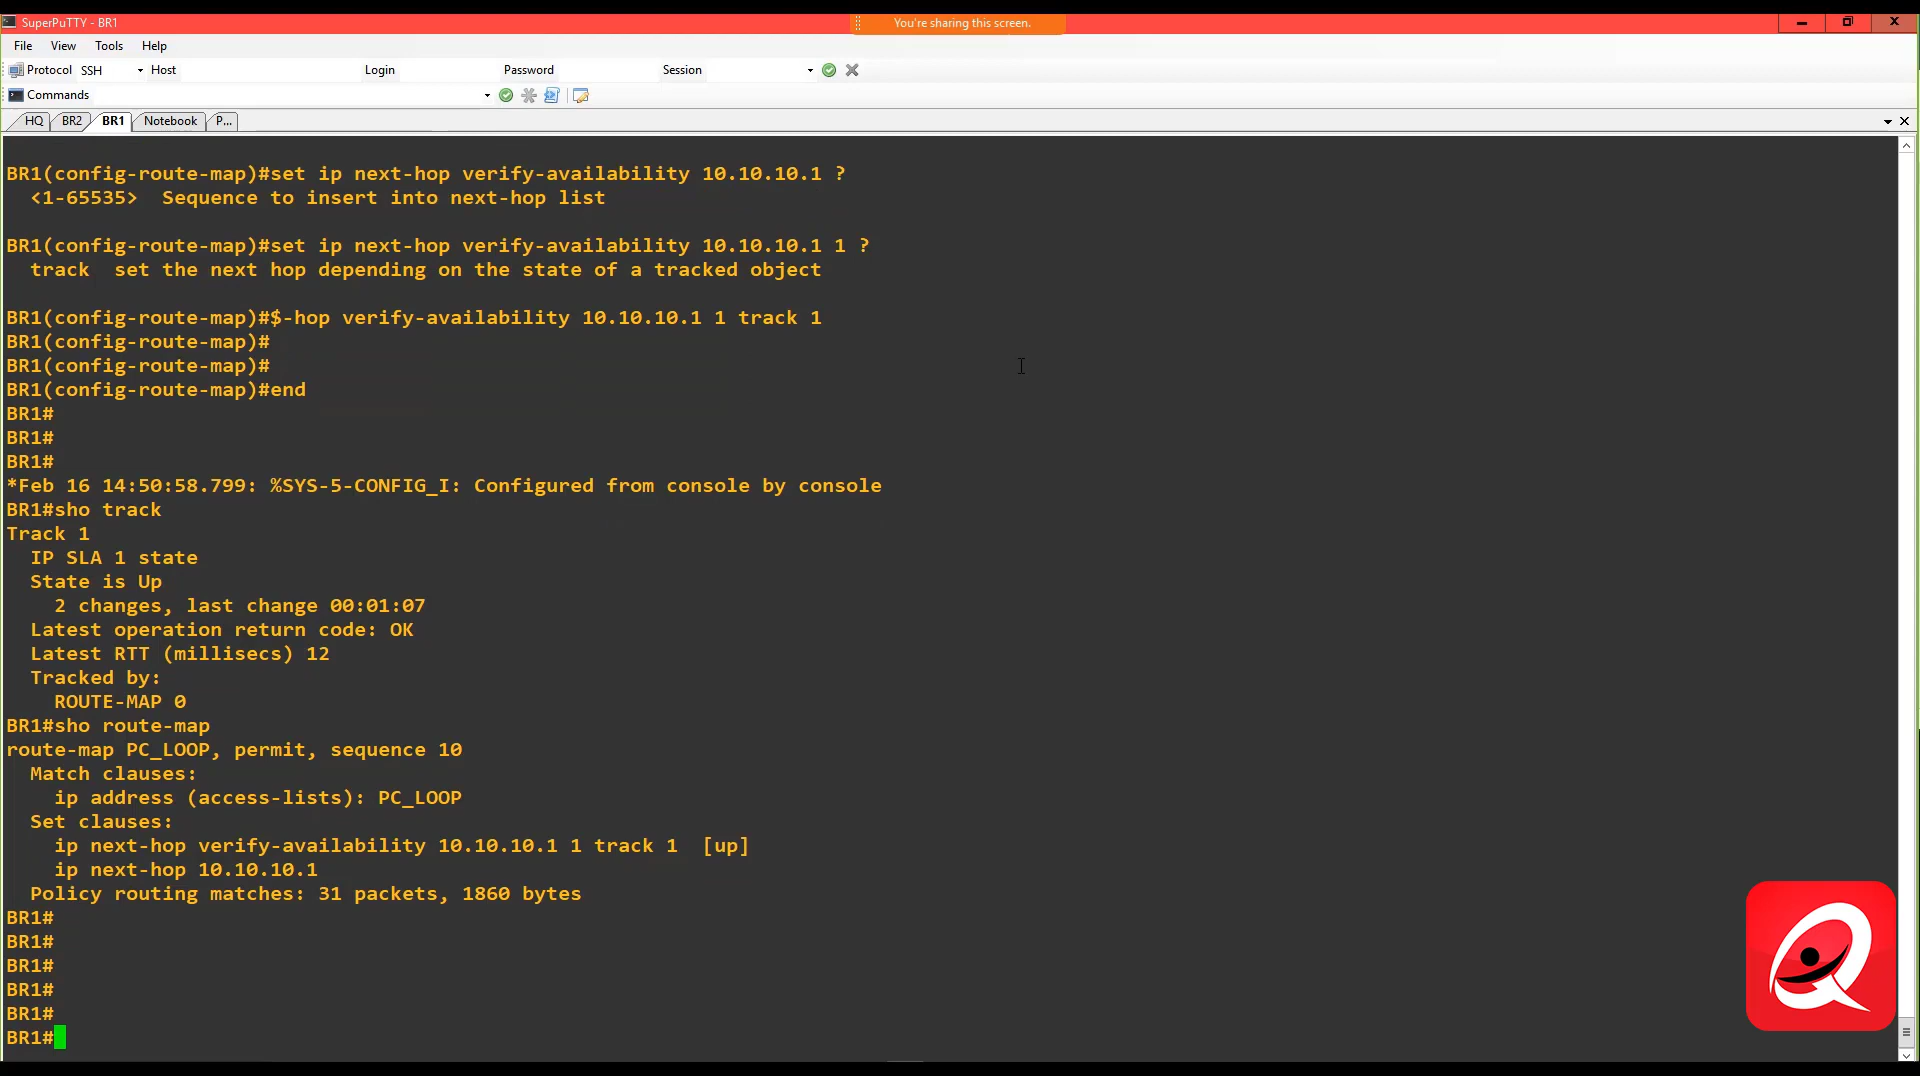 SuperPuTTY - BR1
You're sharing this screen.
File View Tools Help
Protocol SSH Host Login Password Session
Commands
HQ BR2 BR1 Notebook P...
BR1(config-route-map)#set ip next-hop verify-availability 10.10.10.1 ?
<1-65535>  Sequence to insert into next-hop list
BR1(config-route-map)#set ip next-hop verify-availability 10.10.10.1 1 ?
track  set the next hop depending on the state of a tracked object
BR1(config-route-map)#$-hop verify-availability 10.10.10.1 1 track 1
BR1(config-route-map)#
BR1(config-route-map)#
BR1(config-route-map)#end
BR1#
BR1#
BR1#
*Feb 16 14:50:58.799: %SYS-5-CONFIG_I: Configured from console by console
BR1#sho track
Track 1
IP SLA 1 state
State is Up
2 changes, last change 00:01:07
Latest operation return code: OK
Latest RTT (millisecs) 12
Tracked by:
ROUTE-MAP 0
BR1#sho route-map
route-map PC_LOOP, permit, sequence 10
Match clauses:
ip address (access-lists): PC_LOOP
Set clauses:
ip next-hop verify-availability 10.10.10.1 1 track 1  [up]
ip next-hop 10.10.10.1
Policy routing matches: 31 packets, 1860 bytes
BR1#
BR1#
BR1#
BR1#
BR1#
BR1#